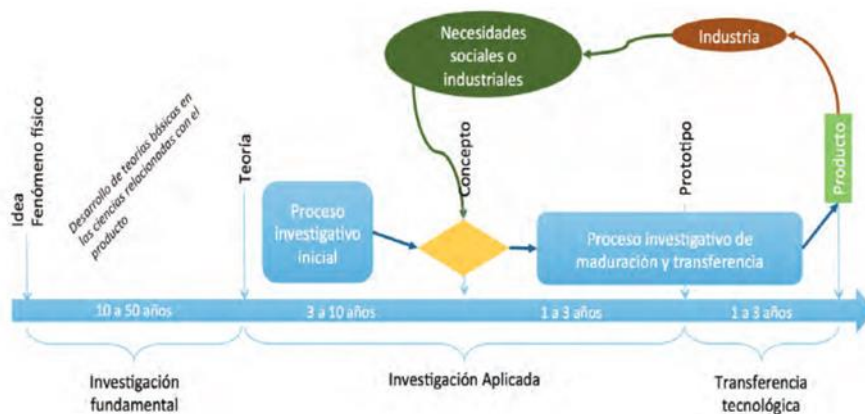 Necesidades
sociales o
industriales
Industria
Idea
Fenómeno físico
Desarrollo de teorías básicas en
las ciencias relacionadas con el
producto
Teoría
Concepto
Prototipo
Producto
Proceso
investigativo
inicial
Proceso investigativo de
maduración y transferencia
10 a 50 años
3 a 10 años
1 a 3 años
1 a 3 años
Investigación
fundamental
Investigación Aplicada
Transferencia
tecnológica